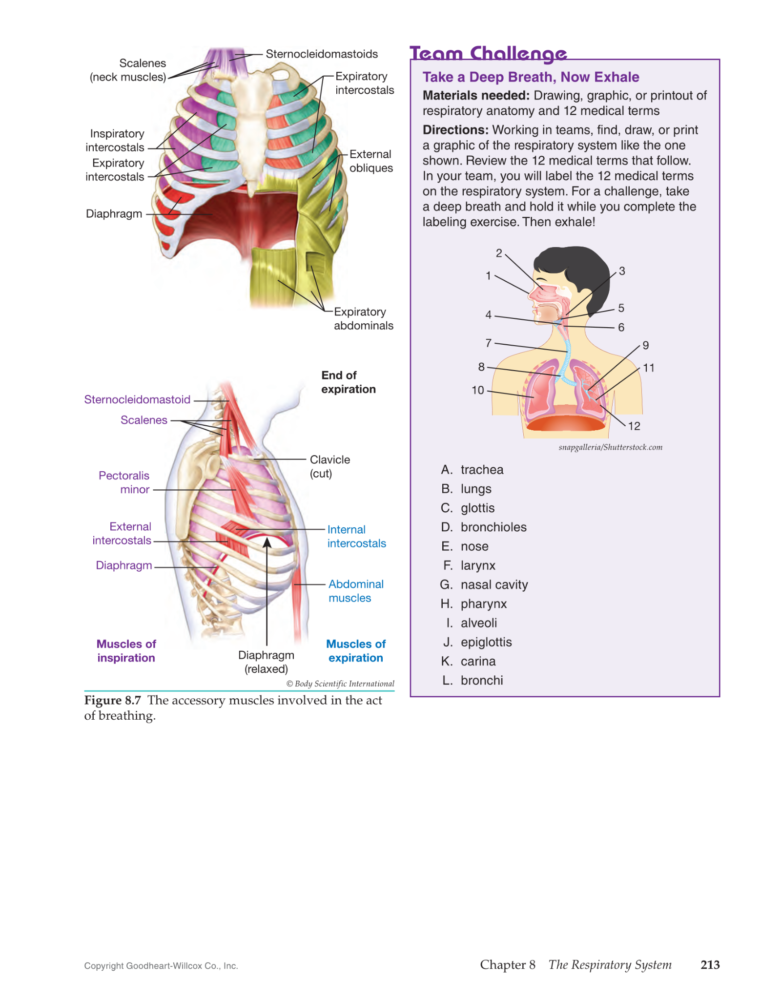 Sternocleidomastoids
Scalenes
(neck muscles)
Expiratory
intercostals
Inspiratory
intercostals
Expiratory
intercostals
External
obliques
Diaphragm
Expiratory
abdominals
End of
expiration
Sternocleidomastoid
Scalenes
Clavicle
(cut)
Pectoralis
minor
External
intercostals
Internal
intercostals
Diaphragm
Abdominal
muscles
Muscles of
inspiration
Diaphragm
(relaxed)
Muscles of
expiration
© Body Scientific International
Figure 8.7 The accessory muscles involved in the act
of breathing.
Team Challenge
Take a Deep Breath, Now Exhale
Materials needed: Drawing, graphic, or printout of
respiratory anatomy and 12 medical terms
Directions: Working in teams, find, draw, or print
a graphic of the respiratory system like the one
shown. Review the 12 medical terms that follow.
In your team, you will label the 12 medical terms
on the respiratory system. For a challenge, take
a deep breath and hold it while you complete the
labeling exercise. Then exhale!
2
1
3
4
5
6
7
8
9
11
10
12
snapgalleria/Shutterstock.com
A. trachea
B. lungs
C. glottis
D. bronchioles
E. nose
F. larynx
G. nasal cavity
H. pharynx
I. alveoli
J. epiglottis
K. carina
L. bronchi
Copyright Goodheart-Willcox Co., Inc.
Chapter 8 The Respiratory System 213